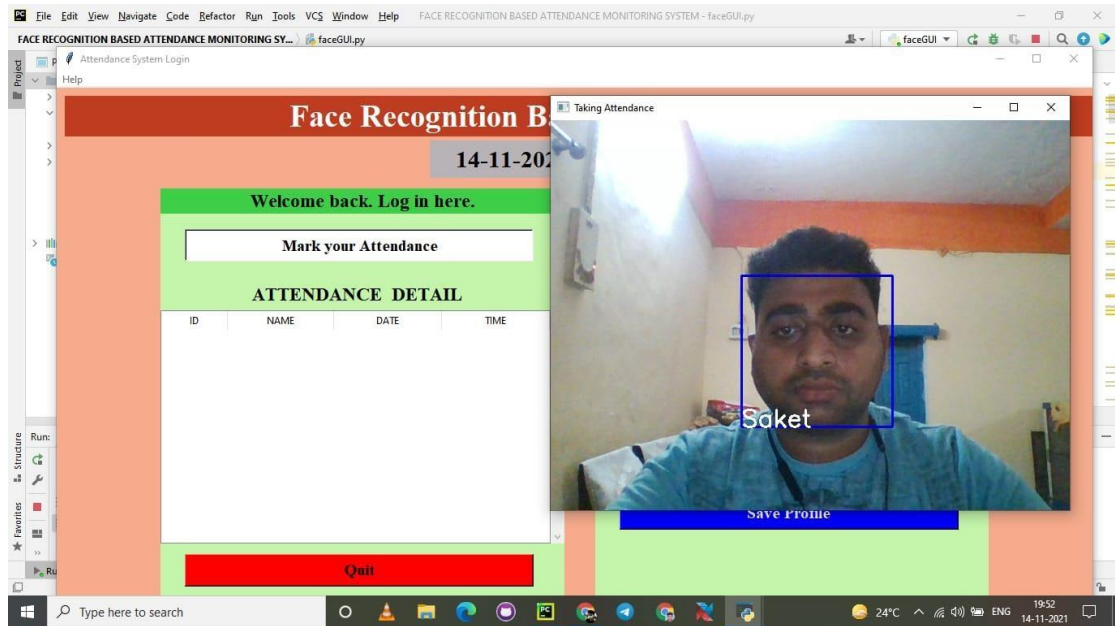 File Edit View Navigate Code Refactor Run Tools VCS Window Help FACE RECOGNITION BASED ATTENDANCE MONITORING SYSTEM - faceGUI.py
FACE RECOGNITION BASED ATTENDANCE MONITORING SY... faceGUI.py
faceGUI
Project
Attendance System Login
Help
Face Recognition B
Taking Attendance
14-11-202
Welcome back. Log in here.
Mark your Attendance
ATTENDANCE DETAIL
ID NAME DATE TIME
Saket
Save Profile
Quit
Structure
Favorites
Run:
Ru
Type here to search
24°C ENG 19:52
14-11-2021